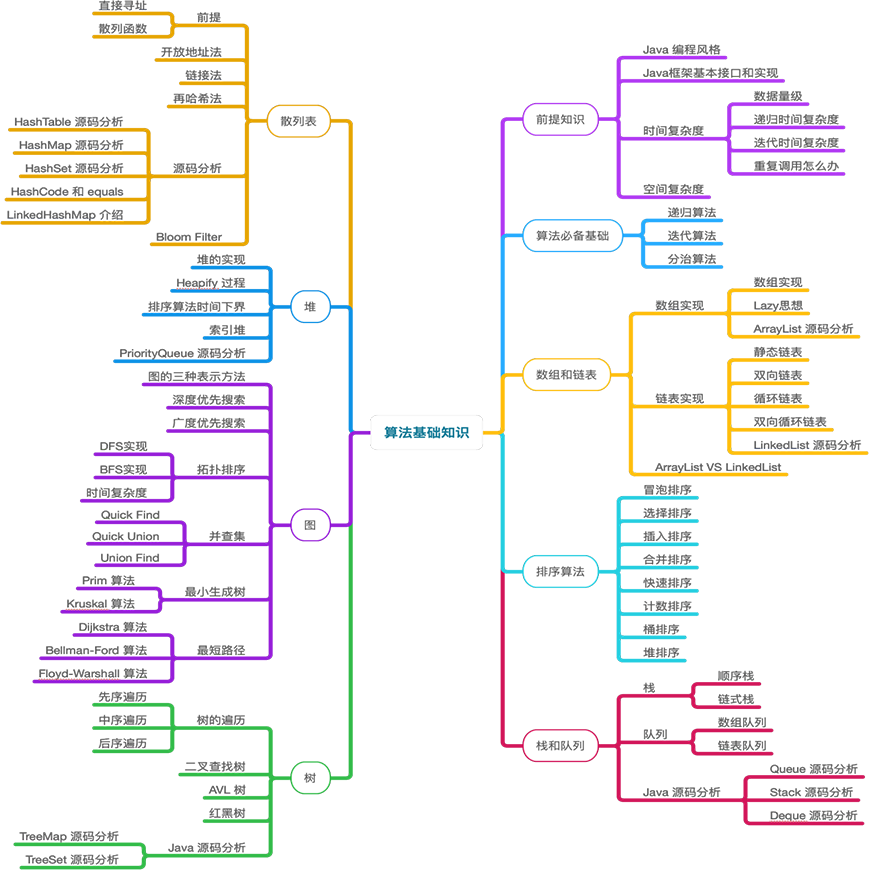 算法基础知识
前提知识
Java 编程风格
Java框架基本接口和实现
时间复杂度
数据量级
递归时间复杂度
迭代时间复杂度
重复调用怎么办
空间复杂度
算法必备基础
递归算法
迭代算法
分治算法
数组和链表
数组实现
数组实现
Lazy思想
ArrayList 源码分析
链表实现
静态链表
双向链表
循环链表
双向循环链表
LinkedList 源码分析
ArrayList VS LinkedList
排序算法
冒泡排序
选择排序
插入排序
合并排序
快速排序
计数排序
桶排序
堆排序
栈和队列
栈
顺序栈
链式栈
队列
数组队列
链表队列
Java 源码分析
Queue 源码分析
Stack 源码分析
Deque 源码分析
散列表
前提
直接寻址
散列函数
开放地址法
链接法
再哈希法
源码分析
HashTable 源码分析
HashMap 源码分析
HashSet 源码分析
HashCode 和 equals
LinkedHashMap 介绍
Bloom Filter
堆
堆的实现
Heapify 过程
排序算法时间下界
索引堆
PriorityQueue 源码分析
图
图的三种表示方法
深度优先搜索
广度优先搜索
拓扑排序
DFS实现
BFS实现
时间复杂度
并查集
Quick Find
Quick Union
Union Find
最小生成树
Prim 算法
Kruskal 算法
最短路径
Dijkstra 算法
Bellman-Ford 算法
Floyd-Warshall 算法
树
树的遍历
先序遍历
中序遍历
后序遍历
二叉查找树
AVL 树
红黑树
Java 源码分析
TreeMap 源码分析
TreeSet 源码分析